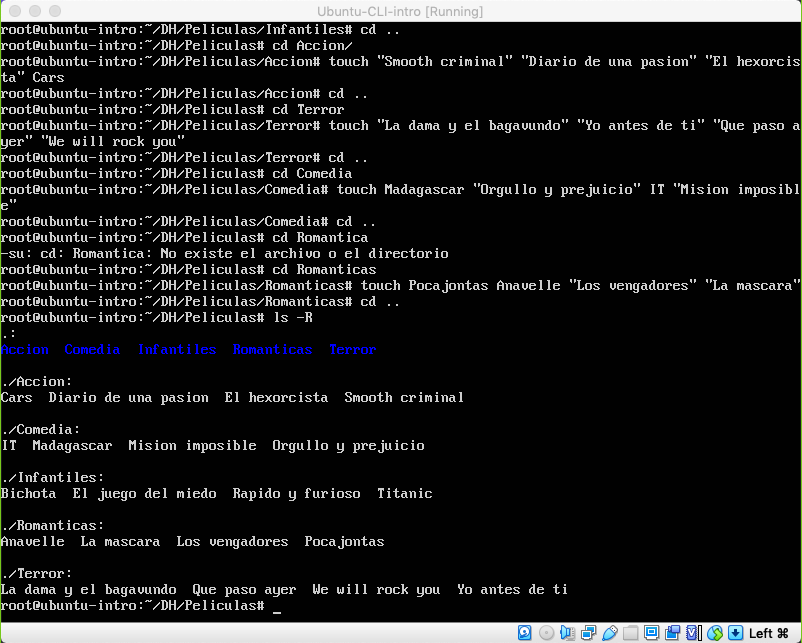 Ubuntu-CLI-intro [Running]
root@ubuntu-intro:~/DH/Peliculas/Infantiles# cd ..
root@ubuntu-intro:~/DH/Peliculas# cd Accion/
root@ubuntu-intro:~/DH/Peliculas/Accion# touch "Smooth criminal" "Diario de una pasion" "El hexorcis
ta" Cars
root@ubuntu-intro:~/DH/Peliculas/Accion# cd ..
root@ubuntu-intro:~/DH/Peliculas# cd Terror
root@ubuntu-intro:~/DH/Peliculas/Terror# touch "La dama y el bagavundo" "Yo antes de ti" "Que paso a
yer" "We will rock you"
root@ubuntu-intro:~/DH/Peliculas/Terror# cd ..
root@ubuntu-intro:~/DH/Peliculas# cd Comedia
root@ubuntu-intro:~/DH/Peliculas/Comedia# touch Madagascar "Orgullo y prejuicio" IT "Mision imposibl
e"
root@ubuntu-intro:~/DH/Peliculas/Comedia# cd ..
root@ubuntu-intro:~/DH/Peliculas# cd Romantica
-su: cd: Romantica: No existe el archivo o el directorio
root@ubuntu-intro:~/DH/Peliculas# cd Romanticas
root@ubuntu-intro:~/DH/Peliculas/Romanticas# touch Pocajontas Anavelle "Los vengadores" "La mascara"
root@ubuntu-intro:~/DH/Peliculas/Romanticas# cd ..
root@ubuntu-intro:~/DH/Peliculas# ls -R
.:
Accion  Comedia  Infantiles  Romanticas  Terror

./Accion:
Cars  Diario de una pasion  El hexorcista  Smooth criminal

./Comedia:
IT  Madagascar  Mision imposible  Orgullo y prejuicio

./Infantiles:
Bichota  El juego del miedo  Rapido y furioso  Titanic

./Romanticas:
Anavelle  La mascara  Los vengadores  Pocajontas

./Terror:
La dama y el bagavundo  Que paso ayer  We will rock you  Yo antes de ti
root@ubuntu-intro:~/DH/Peliculas# _
Left ⌘